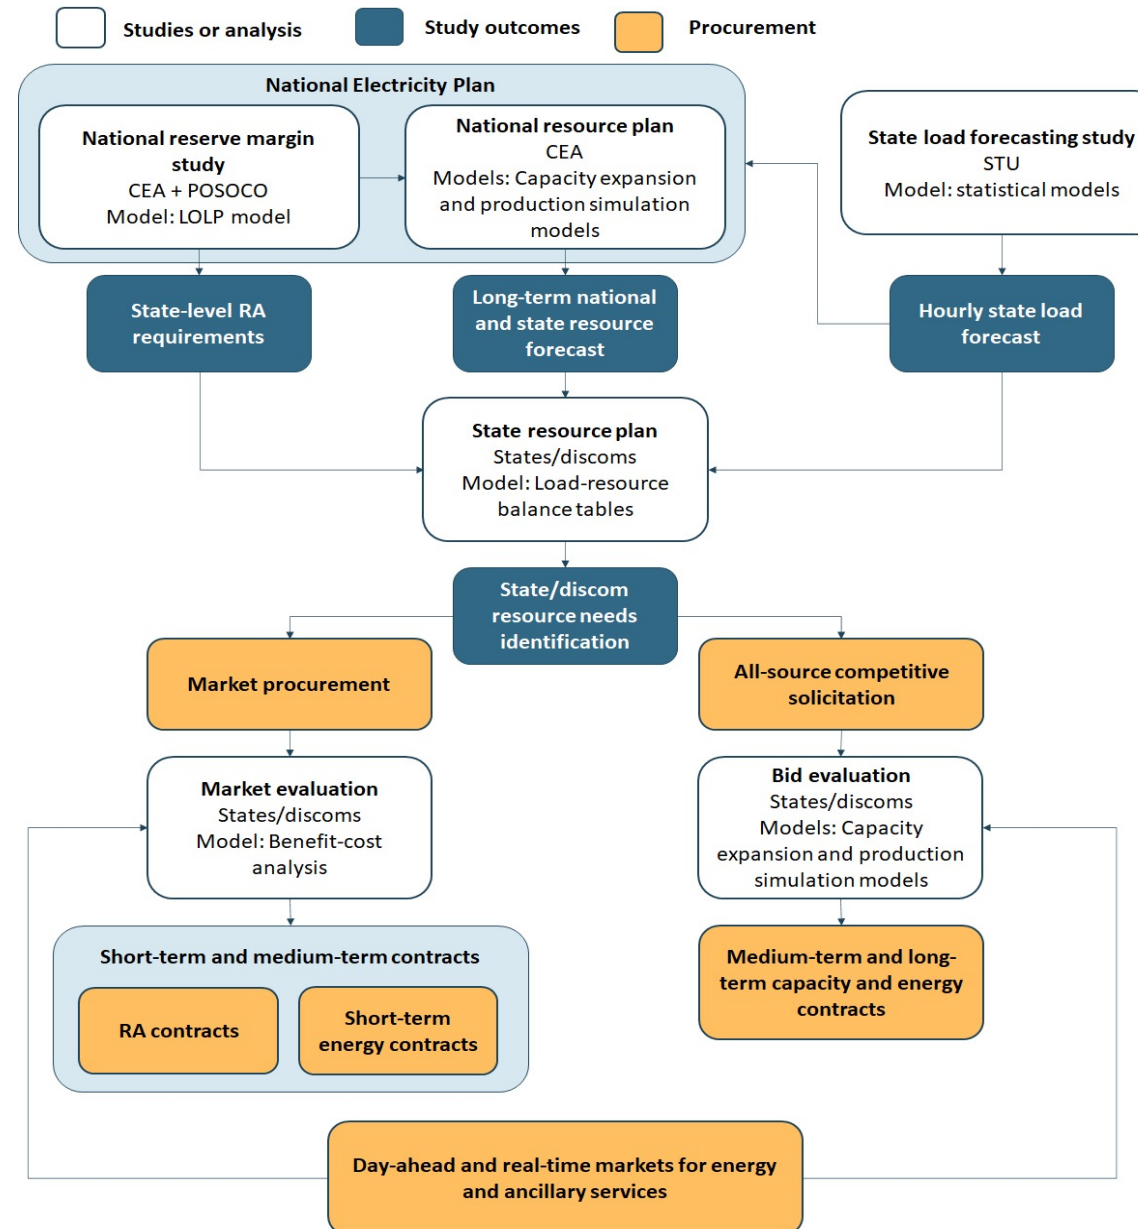 Studies or analysis
Study outcomes
Procurement
National Electricity Plan
National reserve margin
study
CEA + POSOCO
Model: LOLP model
National resource plan
CEA
Models: Capacity expansion
and production simulation
models
State load forecasting study
STU
Model: statistical models
State-level RA
requirements
Long-term national
and state resource
forecast
Hourly state load
forecast
State resource plan
States/discoms
Model: Load-resource
balance tables
State/discom
resource needs
identification
Market procurement
All-source competitive
solicitation
Market evaluation
States/discoms
Model: Benefit-cost
analysis
Bid evaluation
States/discoms
Models: Capacity
expansion and production
simulation models
Short-term and medium-term contracts
RA contracts
Short-term
energy contracts
Medium-term and long-
term capacity and energy
contracts
Day-ahead and real-time markets for energy
and ancillary services